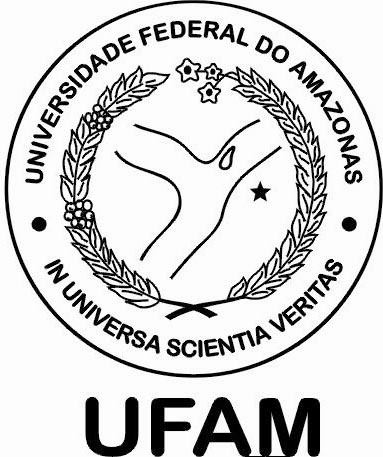 UNIVERSIDADE FEDERAL DO AMAZONAS
IN UNIVERSA SCIENTIA VERITAS
UFAM